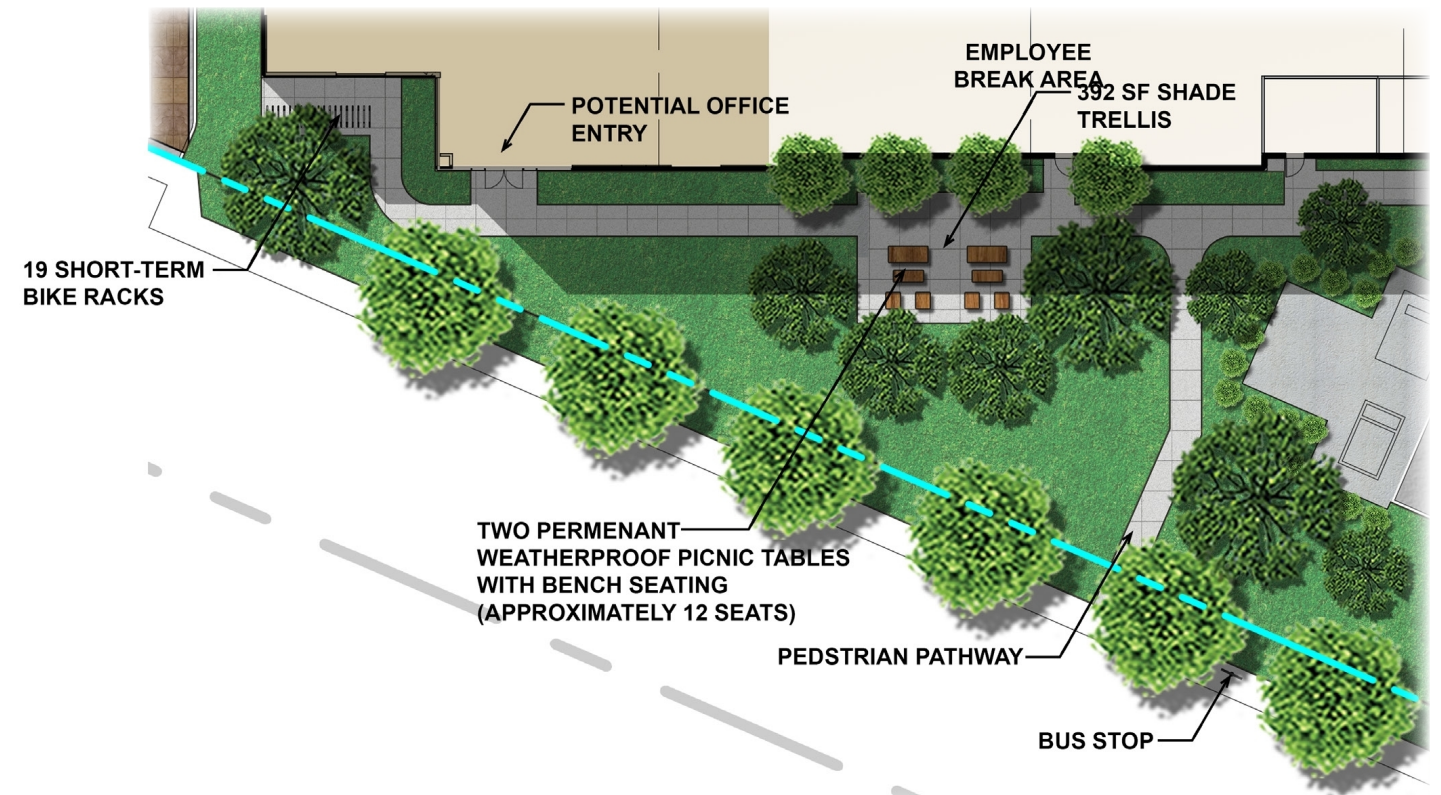 EMPLOYEE
BREAK AREA
392 SF SHADE
TRELLIS
POTENTIAL OFFICE
ENTRY
19 SHORT-TERM
BIKE RACKS
TWO PERMENANT
WEATHERPROOF PICNIC TABLES
WITH BENCH SEATING
(APPROXIMATELY 12 SEATS)
PEDSTRIAN PATHWAY
BUS STOP